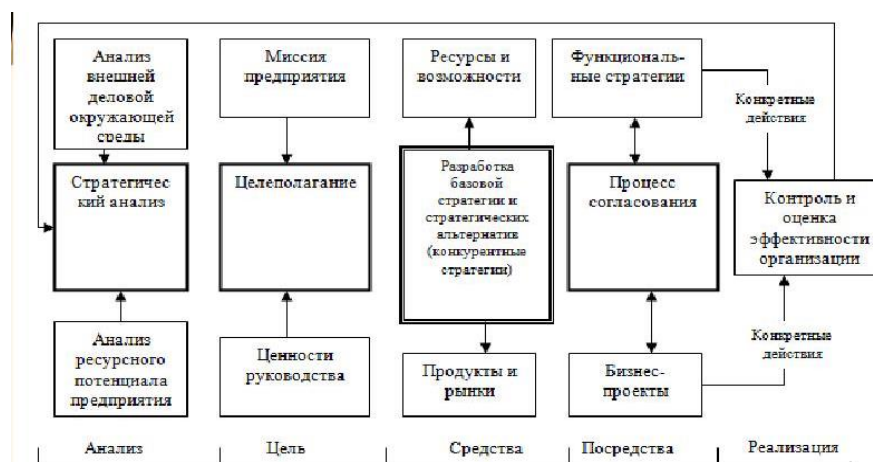 Анализ
внешней
деловой
окружающей
среды
Миссия
предприятия
Ресурсы и
возможности
Функциональ-
ные стратегии
Конкретные
действия
Стратегичес
кий анализ
Целеполагание
Разработка
базовой
стратегии и
стратегических
альтернатив
(конкурентные
стратегии)
Процесс
согласования
Контроль и
оценка
эффективности
организации
Анализ
ресурсного
потенциала
предприятия
Ценности
руководства
Продукты и
рынки
Бизнес-
проекты
Конкретные
действия
Анализ
Цель
Средства
Посредства
Реализация